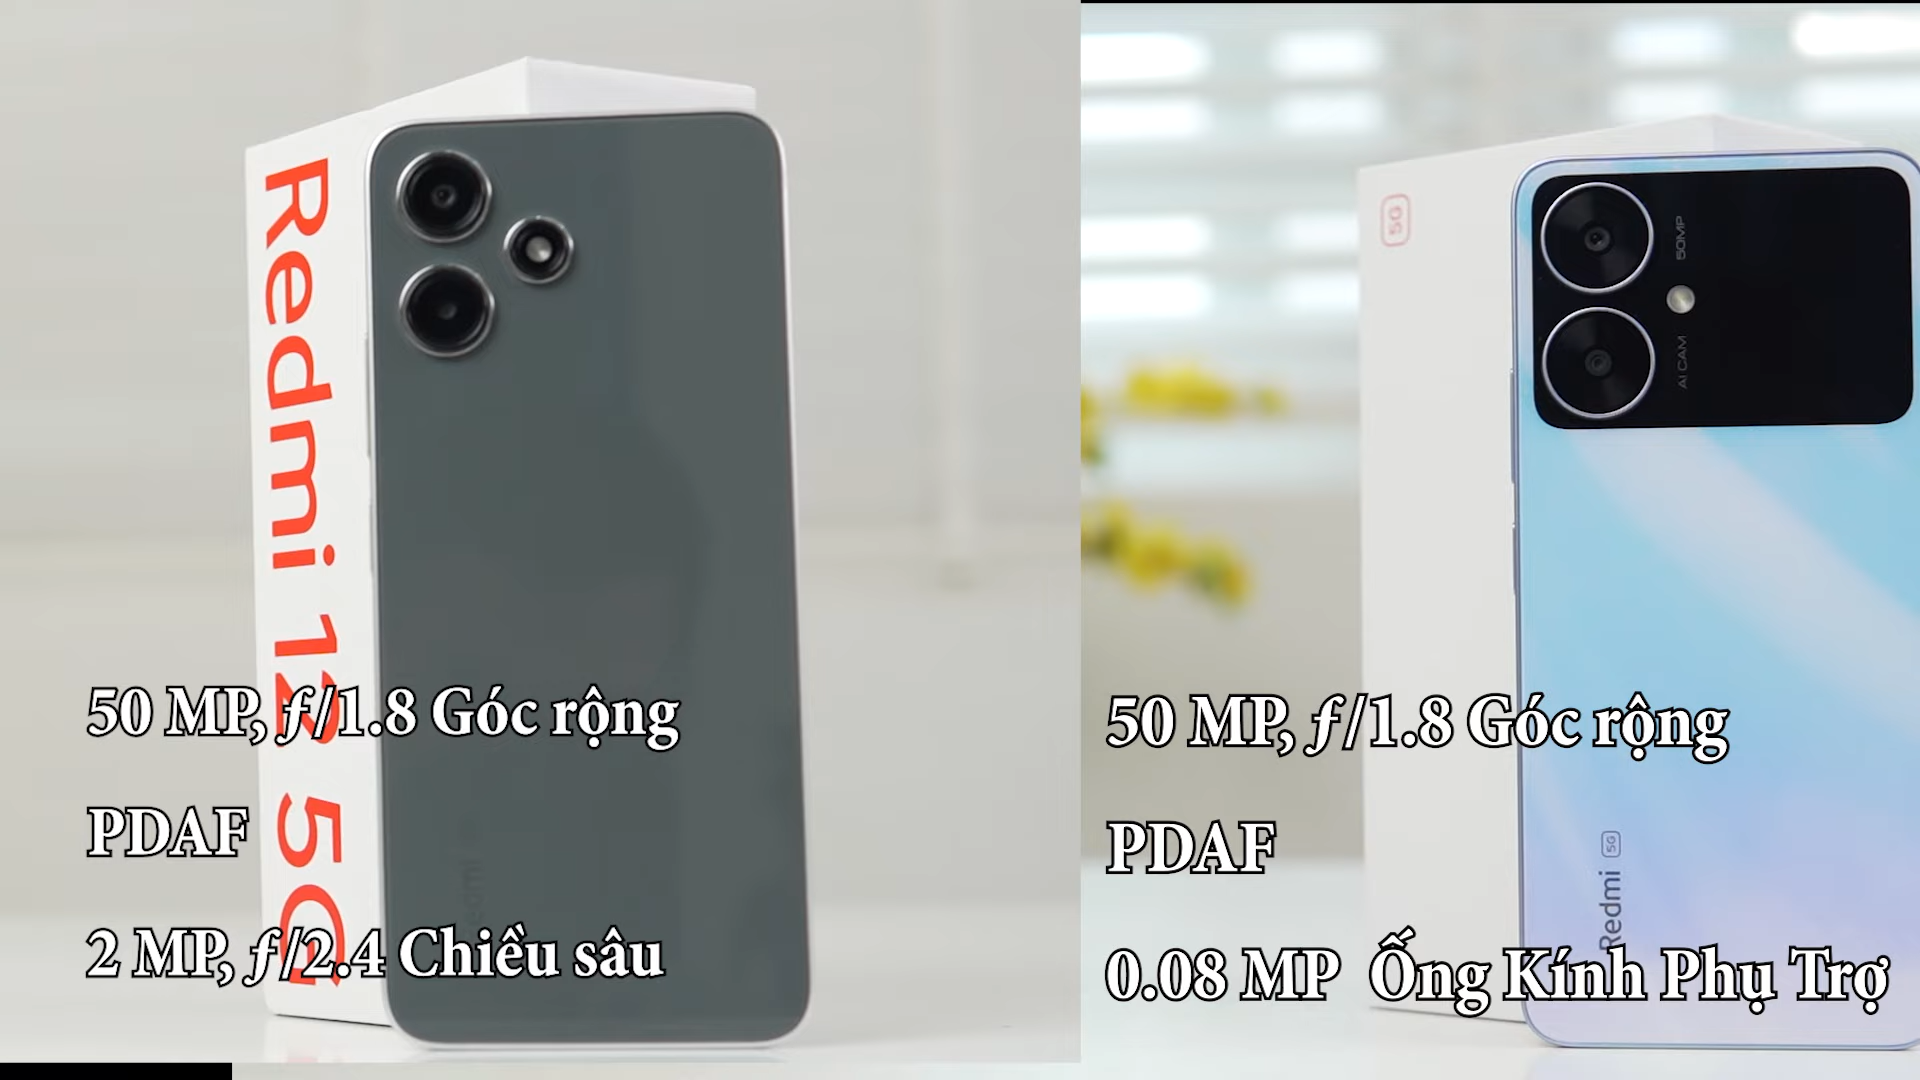 Redmi 12 5G
50 MP, ƒ/1.8 Góc rộng
PDAF
2 MP, ƒ/2.4 Chiều sâu
5G
50MP
AI CAM
Redmi 5G
50 MP, ƒ/1.8 Góc rộng
PDAF
0.08 MP Ống Kính Phụ Trợ